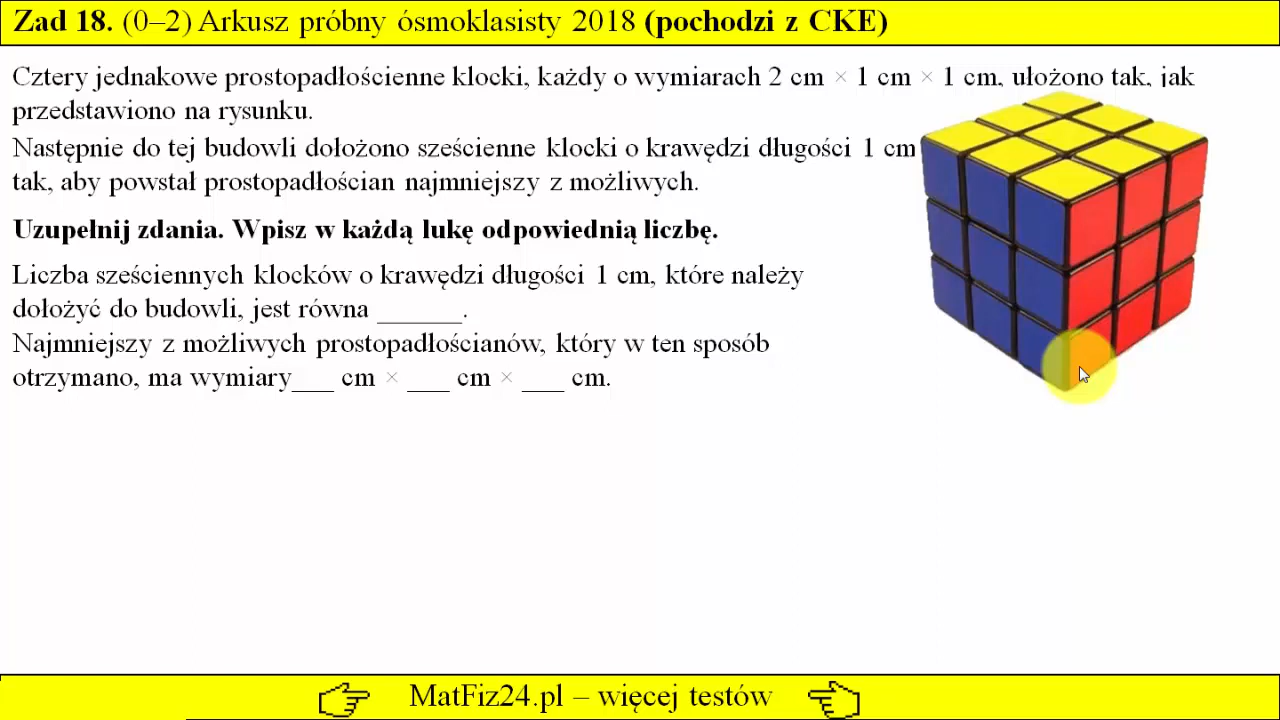 Zad 18. (0–2) Arkusz próbny ósmoklasisty 2018 (pochodzi z CKE)
Cztery jednakowe prostopadłościenne klocki, każdy o wymiarach 2 cm × 1 cm × 1 cm, ułożono tak, jak
przedstawiono na rysunku.
Następnie do tej budowli dołożono sześcienne klocki o krawędzi długości 1 cm
tak, aby powstał prostopadłościan najmniejszy z możliwych.
Uzupełnij zdania. Wpisz w każdą lukę odpowiednią liczbę.
Liczba sześciennych klocków o krawędzi długości 1 cm, które należy
dołożyć do budowli, jest równa ______.
Najmniejszy z możliwych prostopadłościanów, który w ten sposób
otrzymano, ma wymiary___ cm × ___ cm × ___ cm.
MatFiz24.pl – więcej testów